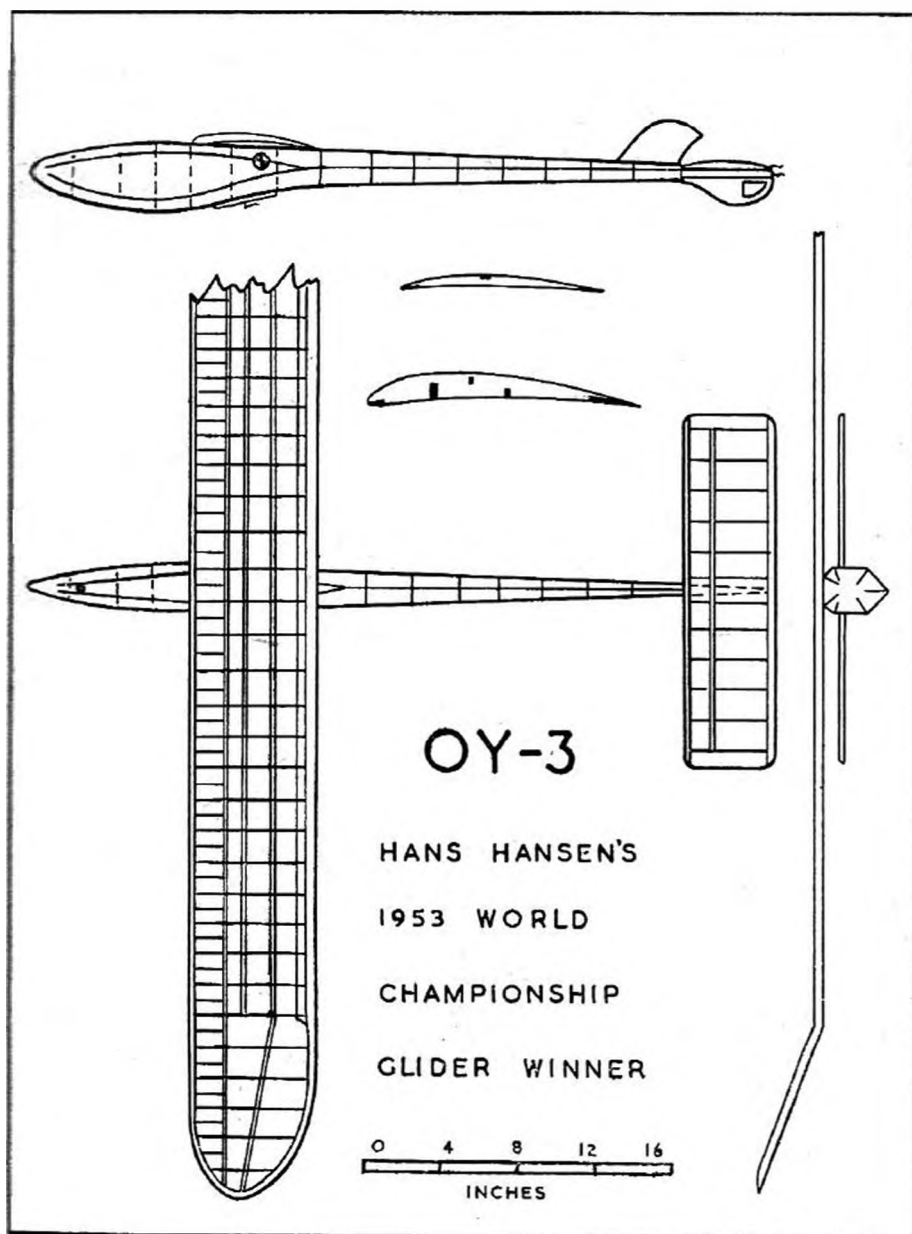 OY-3
HANS HANSEN'S
1953 WORLD
CHAMPIONSHIP
GLIDER WINNER
0 4 8 12 16
INCHES